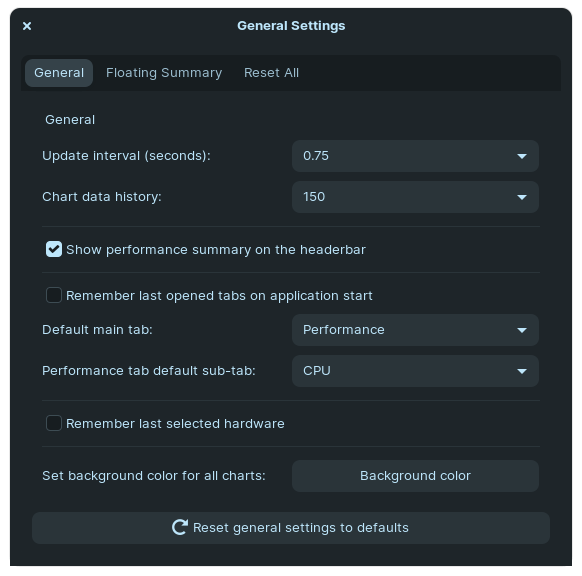 General Settings
General Floating Summary Reset All
General
Update interval (seconds): 0.75
Chart data history: 150
Show performance summary on the headerbar
Remember last opened tabs on application start
Default main tab: Performance
Performance tab default sub-tab: CPU
Remember last selected hardware
Set background color for all charts: Background color
Reset general settings to defaults